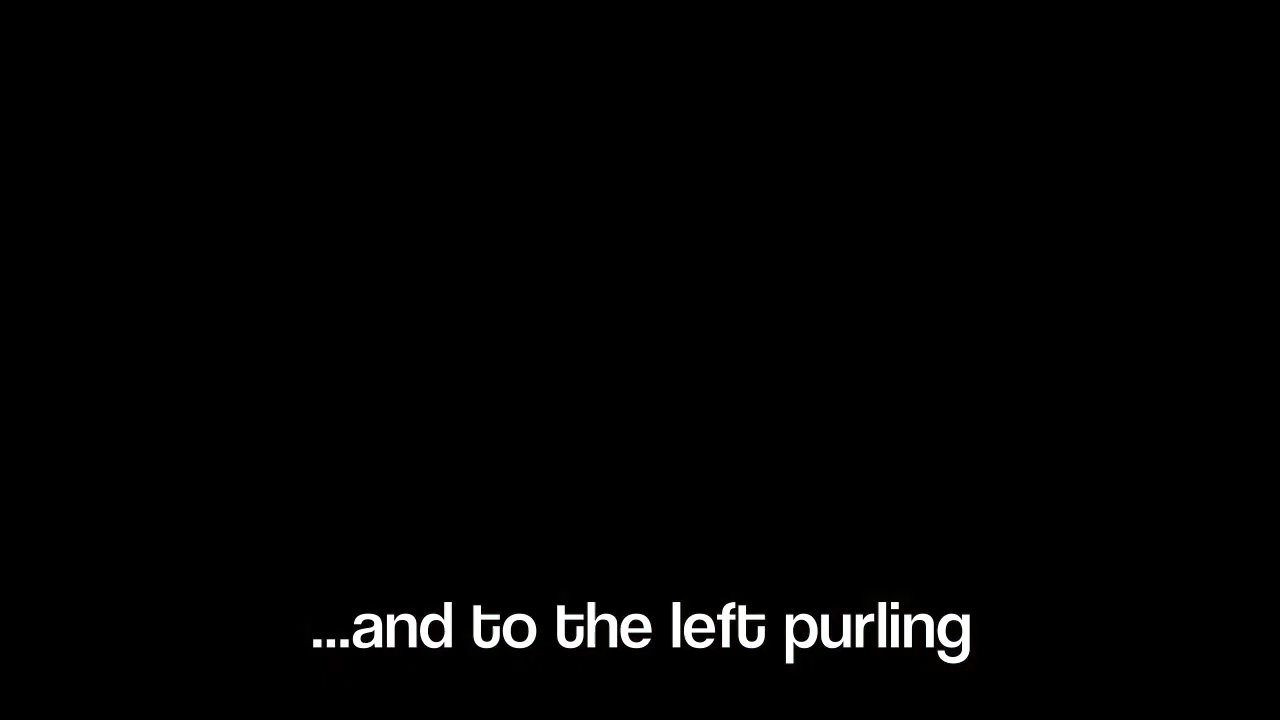 ...and to the left purling